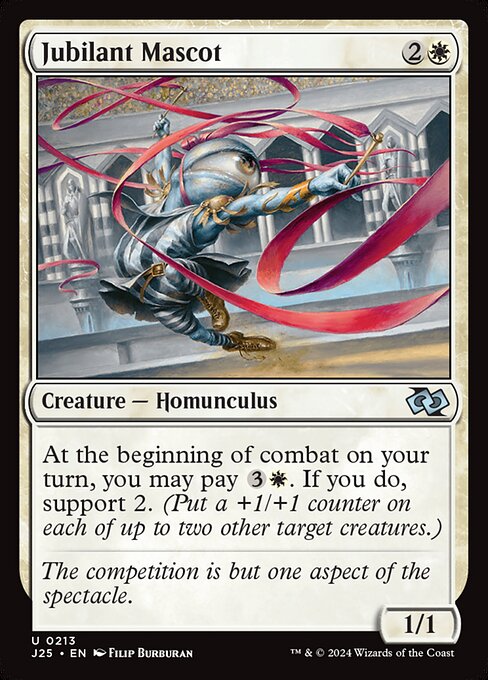 Jubilant Mascot 2
Creature — Homunculus
At the beginning of combat on your
turn, you may pay 3. If you do,
support 2. (Put a +1/+1 counter on
each of up to two other target creatures.)
The competition is but one aspect of the
spectacle.
1/1
U 0213
J25 • EN Filip Burburan
™ & © 2024 Wizards of the Coast